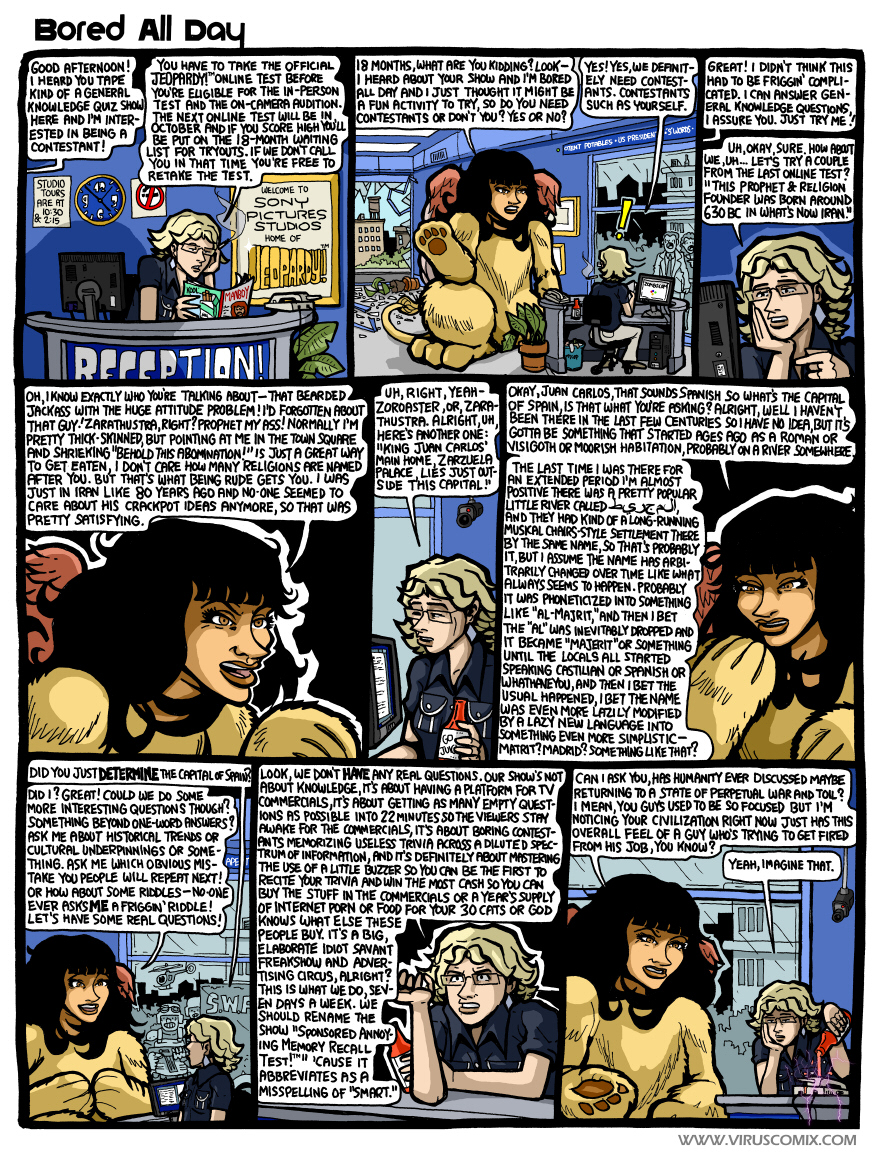 Bored All Day
GOOD AFTERNOON!
I HEARD YOU TAPE
KIND OF A GENERAL
KNOWLEDGE QUIZ SHOW
HERE AND I'M INTER-
ESTED IN BEING A
CONTESTANT!
YOU HAVE TO TAKE THE OFFICIAL
JEOPARDY!™ ONLINE TEST BEFORE
YOU'RE ELIGIBLE FOR THE IN-PERSON
TEST AND THE ON-CAMERA AUDITION.
THE NEXT ONLINE TEST WILL BE IN
OCTOBER AND IF YOU SCORE HIGH YOU'LL
BE PUT ON THE 18-MONTH WAITING
LIST FOR TRYOUTS. IF WE DON'T CALL
YOU IN THAT TIME YOU'RE FREE TO
RETAKE THE TEST.
STUDIO
TOURS
ARE AT
10:30
& 2:15
WELCOME TO
SONY
PICTURES
STUDIOS
HOME OF
JEOPARDY!™
KOOL
MANBOY
RECEPTION!
18 MONTHS, WHAT ARE YOU KIDDING? LOOK—
I HEARD ABOUT YOUR SHOW AND I'M BORED
ALL DAY AND I JUST THOUGHT IT MIGHT BE
A FUN ACTIVITY TO TRY, SO DO YOU NEED
CONTESTANTS OR DON'T YOU? YES OR NO?
YES! YES, WE DEFINIT-
ELY NEED CONTEST-
ANTS. CONTESTANTS
SUCH AS YOURSELF.
OTENT POTABLES • US PRESIDENT • "S" WORDS •
GREAT! I DIDN'T THINK THIS
HAD TO BE FRIGGIN' COMPLI-
CATED. I CAN ANSWER GEN-
ERAL KNOWLEDGE QUESTIONS,
I ASSURE YOU. JUST TRY ME!
UH, OKAY, SURE. HOW ABOUT
WE, UH... LET'S TRY A COUPLE
FROM THE LAST ONLINE TEST?
"THIS PROPHET & RELIGION
FOUNDER WAS BORN AROUND
630 BC IN WHAT'S NOW IRAN."
OH, I KNOW EXACTLY WHO YOU'RE TALKING ABOUT— THAT BEARDED
JACKASS WITH THE HUGE ATTITUDE PROBLEM! I'D FORGOTTEN ABOUT
THAT GUY. 'ZARATHUSTRA, RIGHT? PROPHET MY ASS! NORMALLY I'M
PRETTY THICK-SKINNED, BUT POINTING AT ME IN THE TOWN SQUARE
AND SHRIEKING "BEHOLD THIS ABOMINATION!" IS JUST A GREAT WAY
TO GET EATEN, I DON'T CARE HOW MANY RELIGIONS ARE NAMED
AFTER YOU. BUT THAT'S WHAT BEING RUDE GETS YOU. I WAS
JUST IN IRAN LIKE 80 YEARS AGO AND NO-ONE SEEMED TO
CARE ABOUT HIS CRACKPOT IDEAS ANYMORE, SO THAT WAS
PRETTY SATISFYING.
UH, RIGHT, YEAH-
ZOROASTER, OR, ZARA-
THUSTRA. ALRIGHT, UH,
HERE'S ANOTHER ONE:
"KING JUAN CARLOS'
MAIN HOME, ZARZUELA
PALACE, LIES JUST OUT-
SIDE THIS CAPITAL!"
GO
JUICE
OKAY, JUAN CARLOS, THAT SOUNDS SPANISH SO WHAT'S THE CAPITAL
OF SPAIN, IS THAT WHAT YOU'RE ASKING? ALRIGHT, WELL I HAVEN'T
BEEN THERE IN THE LAST FEW CENTURIES SO I HAVE NO IDEA, BUT IT'S
GOTTA BE SOMETHING THAT STARTED AGES AGO AS A ROMAN OR
VISIGOTH OR MOORISH HABITATION, PROBABLY ON A RIVER SOMEWHERE.
THE LAST TIME I WAS THERE FOR
AN EXTENDED PERIOD I'M ALMOST
POSITIVE THERE WAS A PRETTY POPULAR
LITTLE RIVER CALLED المجريط
AND THEY HAD KIND OF A LONG-RUNNING
MUSICAL CHAIRS-STYLE SETTLEMENT THERE
BY THE SAME NAME, SO THAT'S PROBABLY
IT, BUT I ASSUME THE NAME HAS ARBI-
TRARILY CHANGED OVER TIME LIKE WHAT
ALWAYS SEEMS TO HAPPEN. PROBABLY
IT WAS PHONETICIZED INTO SOMETHING
LIKE "AL-MAJRIT," AND THEN I BET
THE "AL" WAS INEVITABLY DROPPED AND
IT BECAME "MAJERIT" OR SOMETHING
UNTIL THE LOCALS ALL STARTED
SPEAKING CASTILIAN OR SPANISH OR
WHATHAVEYOU, AND THEN I BET THE
USUAL HAPPENED, I BET THE NAME
WAS EVEN MORE LAZILY MODIFIED
BY A LAZY NEW LANGUAGE INTO
SOMETHING EVEN MORE SIMPLISTIC—
MATRIT? MADRID? SOMETHING LIKE THAT?
DID YOU JUST DETERMINE THE CAPITAL OF SPAIN?
DID I? GREAT! COULD WE DO SOME
MORE INTERESTING QUESTIONS THOUGH?
SOMETHING BEYOND ONE-WORD ANSWERS?
ASK ME ABOUT HISTORICAL TRENDS OR
CULTURAL UNDERPINNINGS OR SOME-
THING. ASK ME WHICH OBVIOUS MIS-
TAKE YOU PEOPLE WILL REPEAT NEXT!
OR HOW ABOUT SOME RIDDLES—NO-ONE
EVER ASKS ME A FRIGGIN' RIDDLE!
LET'S HAVE SOME REAL QUESTIONS!
SWA
LOOK, WE DON'T HAVE ANY REAL QUESTIONS. OUR SHOW'S NOT
ABOUT KNOWLEDGE, IT'S ABOUT HAVING A PLATFORM FOR TV
COMMERCIALS, IT'S ABOUT GETTING AS MANY EMPTY QUEST-
IONS AS POSSIBLE INTO 22 MINUTES SO THE VIEWERS STAY
AWAKE FOR THE COMMERCIALS, IT'S ABOUT BORING CONTEST-
ANTS MEMORIZING USELESS TRIVIA ACROSS A DILUTED SPEC-
TRUM OF INFORMATION, AND IT'S DEFINITELY ABOUT MASTERING
THE USE OF A LITTLE BUZZER SO YOU CAN BE THE FIRST TO
RECITE YOUR TRIVIA AND WIN THE MOST CASH SO YOU CAN
BUY THE STUFF IN THE COMMERCIALS OR A YEAR'S SUPPLY
OF INTERNET PORN OR FOOD FOR YOUR 30 CATS OR GOD
KNOWS WHAT ELSE THESE
PEOPLE BUY. IT'S A BIG,
ELABORATE IDIOT SAVANT
FREAKSHOW AND ADVER-
TISING CIRCUS, ALRIGHT?
THIS IS WHAT WE DO, SEV-
EN DAYS A WEEK. WE
SHOULD RENAME THE
SHOW "SPONSORED ANNOY-
ING MEMORY RECALL
TEST!™" 'CAUSE IT
ABBREVIATES AS A
MISSPELLING OF "SMART."
CAN I ASK YOU, HAS HUMANITY EVER DISCUSSED MAYBE
RETURNING TO A STATE OF PERPETUAL WAR AND TOIL?
I MEAN, YOU GUYS USED TO BE SO FOCUSED BUT I'M
NOTICING YOUR CIVILIZATION RIGHT NOW JUST HAS THIS
OVERALL FEEL OF A GUY WHO'S TRYING TO GET FIRED
FROM HIS JOB, YOU KNOW?
YEAH, IMAGINE THAT.
WWW.VIRUSCOMIX.COM